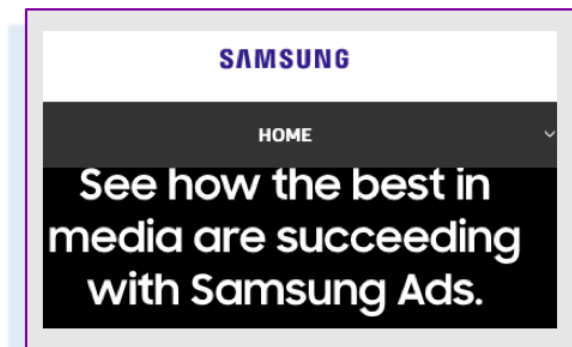 SAMSUNG
HOME
See how the best in
media are succeeding
with Samsung Ads.